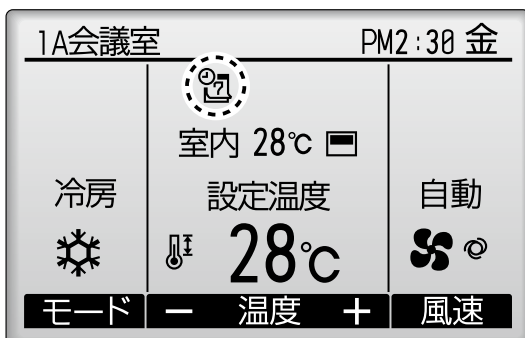 1A会議室 PM2:30 金
7
室内 28℃
冷房 設定温度 自動
28℃
モード − 温度 + 風速